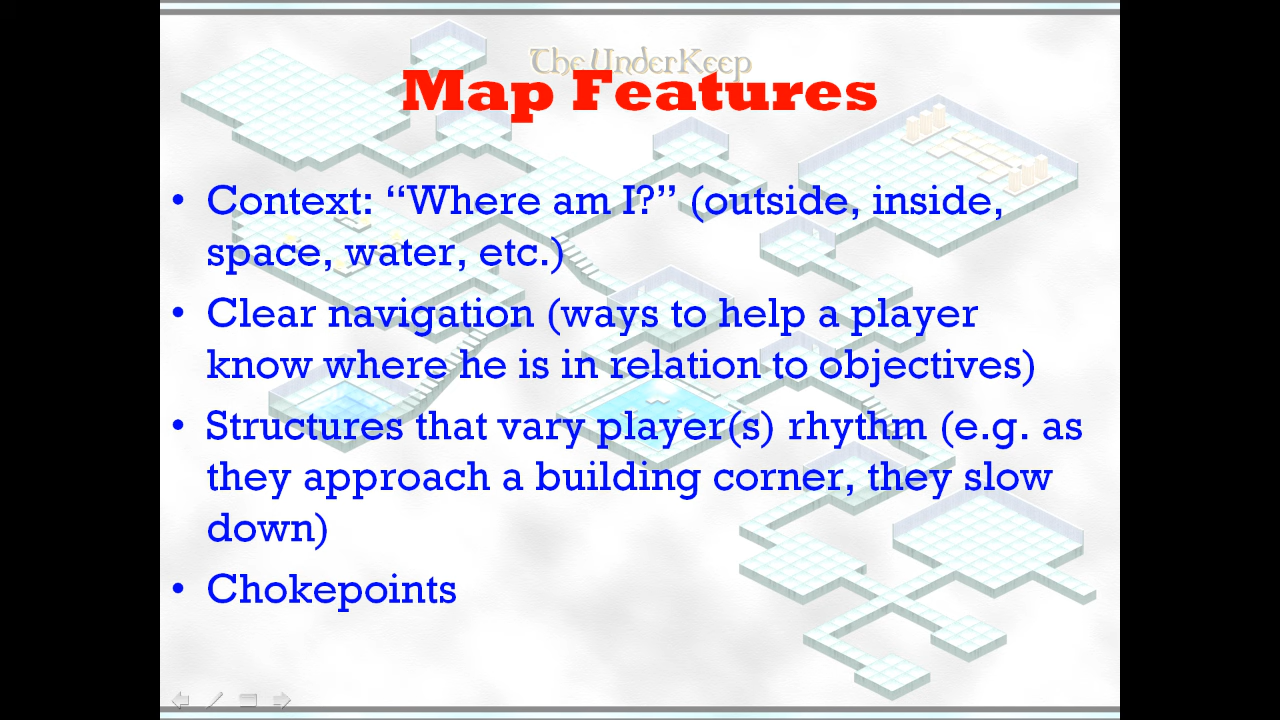 The UnderKeep
Map Features
• Context: “Where am I?” (outside, inside,
space, water, etc.)
• Clear navigation (ways to help a player
know where he is in relation to objectives)
• Structures that vary player(s) rhythm (e.g. as
they approach a building corner, they slow
down)
• Chokepoints